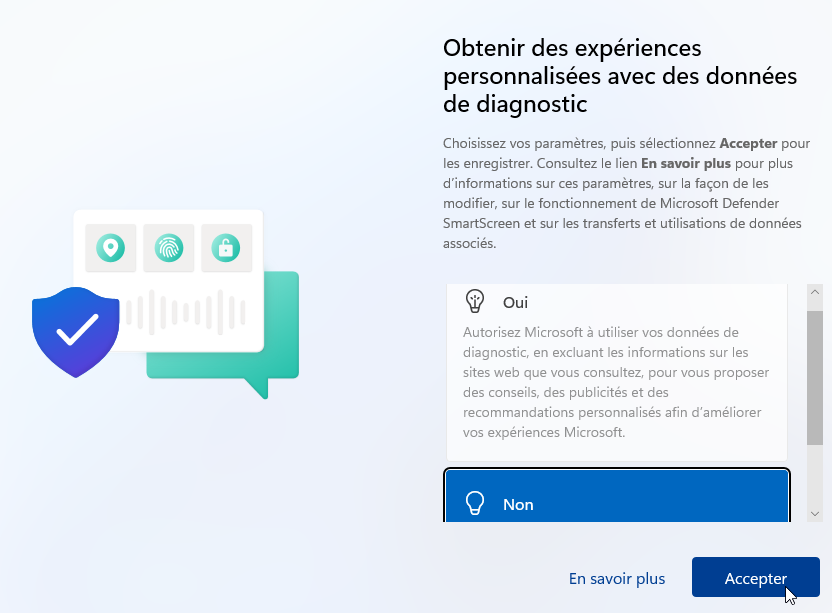 Obtenir des expériences
personnalisées avec des données
de diagnostic
Choisissez vos paramètres, puis sélectionnez Accepter pour
les enregistrer. Consultez le lien En savoir plus pour plus
d’informations sur ces paramètres, sur la façon de les
modifier, sur le fonctionnement de Microsoft Defender
SmartScreen et sur les transferts et utilisations de données
associés.
Oui
Autorisez Microsoft à utiliser vos données de
diagnostic, en excluant les informations sur les
sites web que vous consultez, pour vous proposer
des conseils, des publicités et des
recommandations personnalisés afin d’améliorer
vos expériences Microsoft.
Non
En savoir plus
Accepter